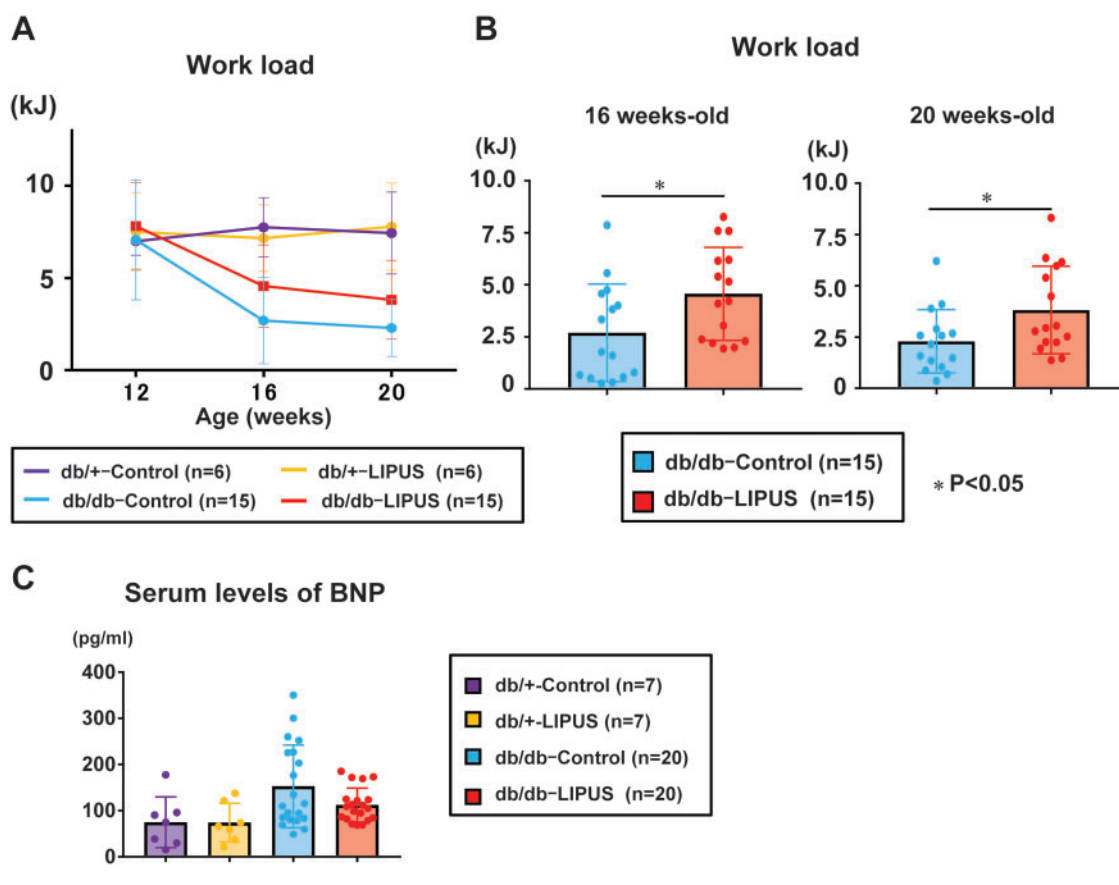 A
Work load
(kJ)
10
5
0
12 16 20
Age (weeks)
db/+-Control (n=6) db/+-LIPUS (n=6)
db/db-Control (n=15) db/db-LIPUS (n=15)
B
Work load
16 weeks-old
(kJ)
10.0
7.5
5.0
2.5
0
*
20 weeks-old
(kJ)
10.0
7.5
5.0
2.5
0
*
db/db-Control (n=15)
db/db-LIPUS (n=15)
* P<0.05
C
Serum levels of BNP
(pg/ml)
400
300
200
100
0
db/+-Control (n=7)
db/+-LIPUS (n=7)
db/db-Control (n=20)
db/db-LIPUS (n=20)